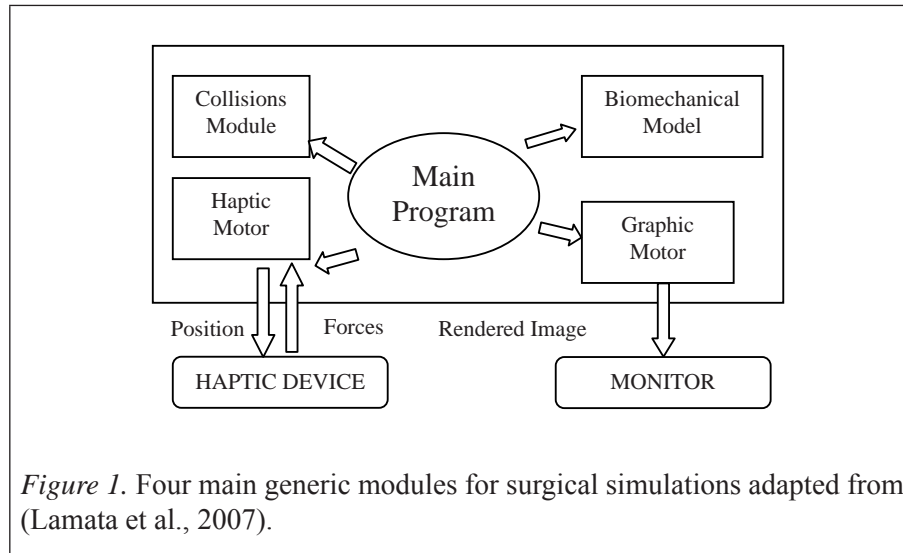 Collisions
Module
Biomechanical
Model
Main
Program
Haptic
Motor
Graphic
Motor
Position
Forces
Rendered Image
HAPTIC DEVICE
MONITOR
Figure 1. Four main generic modules for surgical simulations adapted from
(Lamata et al., 2007).